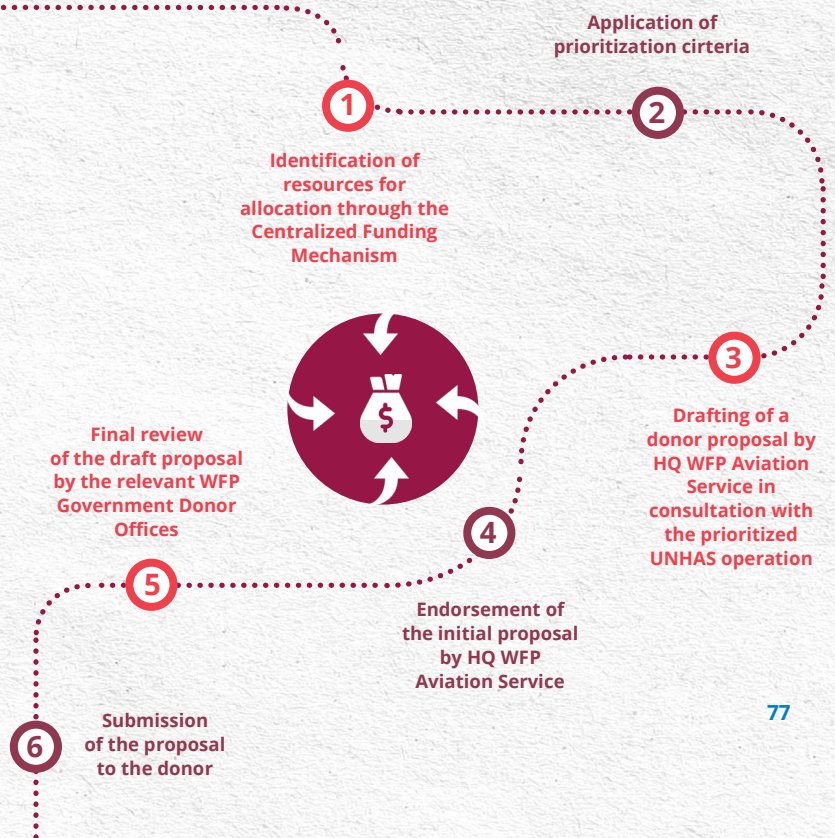 1
Identification of
resources for
allocation through the
Centralized Funding
Mechanism
Application of
prioritization cirteria
2
3
Drafting of a
donor proposal by
HQ WFP Aviation
Service in
consultation with
the prioritized
UNHAS operation
$
4
Endorsement of
the initial proposal
by HQ WFP
Aviation Service
Final review
of the draft proposal
by the relevant WFP
Government Donor
Offices
5
6
Submission
of the proposal
to the donor
77